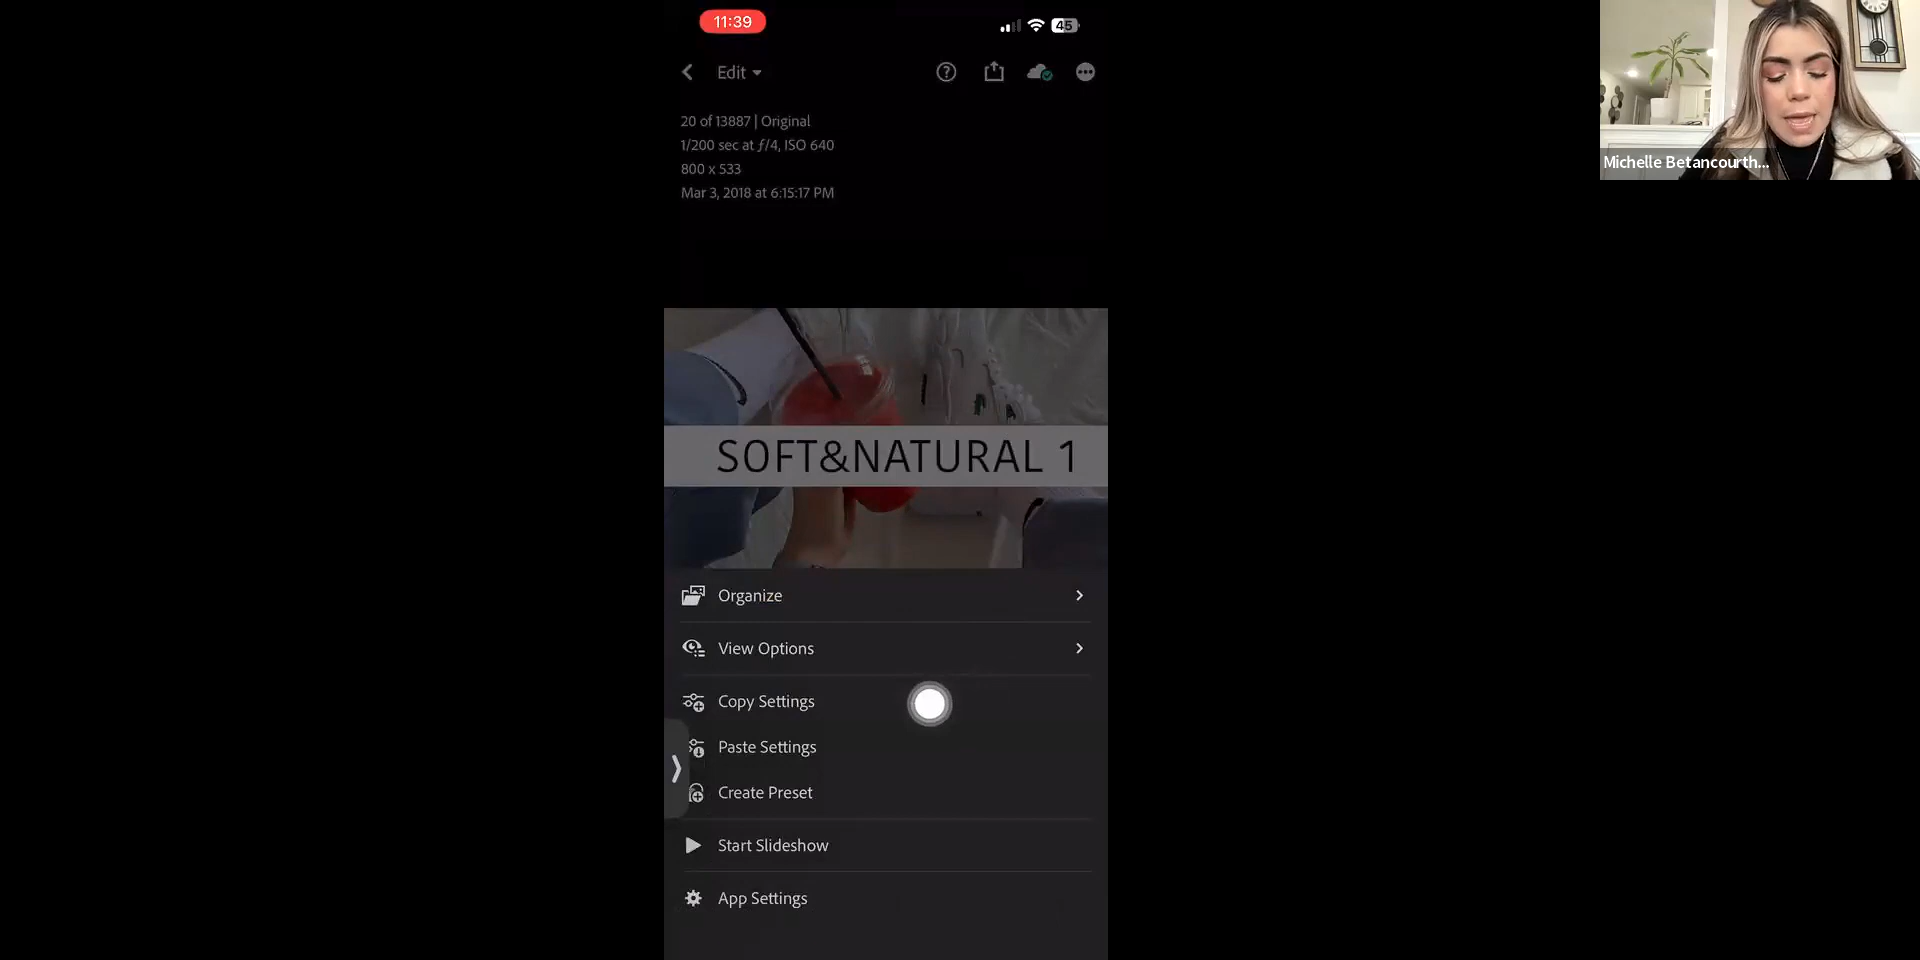 11:39
45
Edit
20 of 13887 | Original
1/200 sec at ƒ/4, ISO 640
800 x 533
Mar 3, 2018 at 6:15:17 PM
SOFT&NATURAL 1
Organize
View Options
Copy Settings
Paste Settings
Create Preset
Start Slideshow
App Settings
Michelle Betancourth...